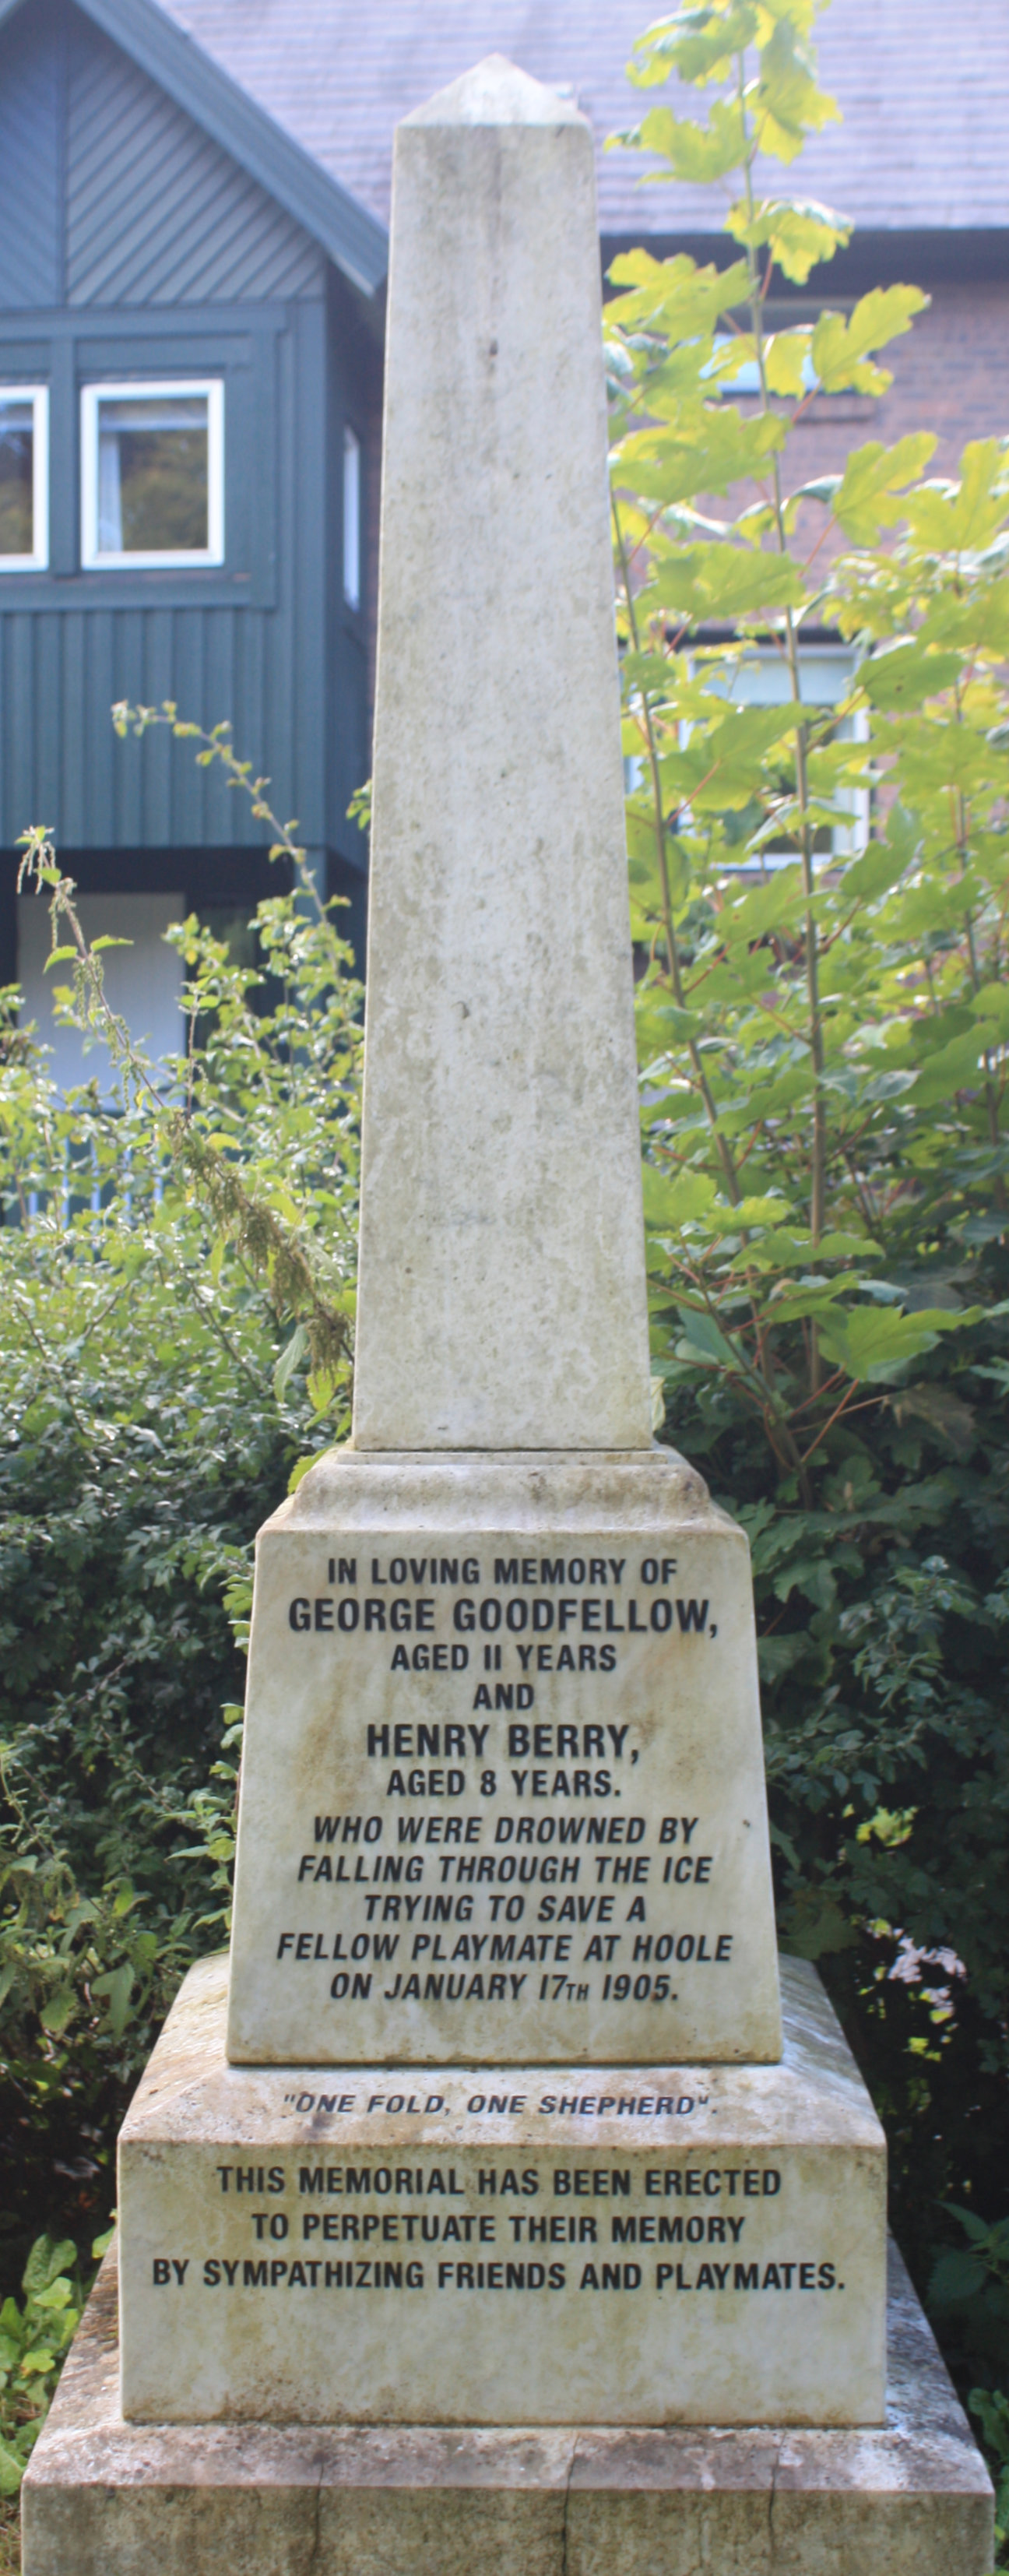 IN LOVING MEMORY OF
GEORGE GOODFELLOW,
AGED 11 YEARS
AND
HENRY BERRY,
AGED 8 YEARS.
WHO WERE DROWNED BY
FALLING THROUGH THE ICE
TRYING TO SAVE A
FELLOW PLAYMATE AT HOOLE
ON JANUARY 17TH 1905.
"ONE FOLD, ONE SHEPHERD".
THIS MEMORIAL HAS BEEN ERECTED
TO PERPETUATE THEIR MEMORY
BY SYMPATHIZING FRIENDS AND PLAYMATES.